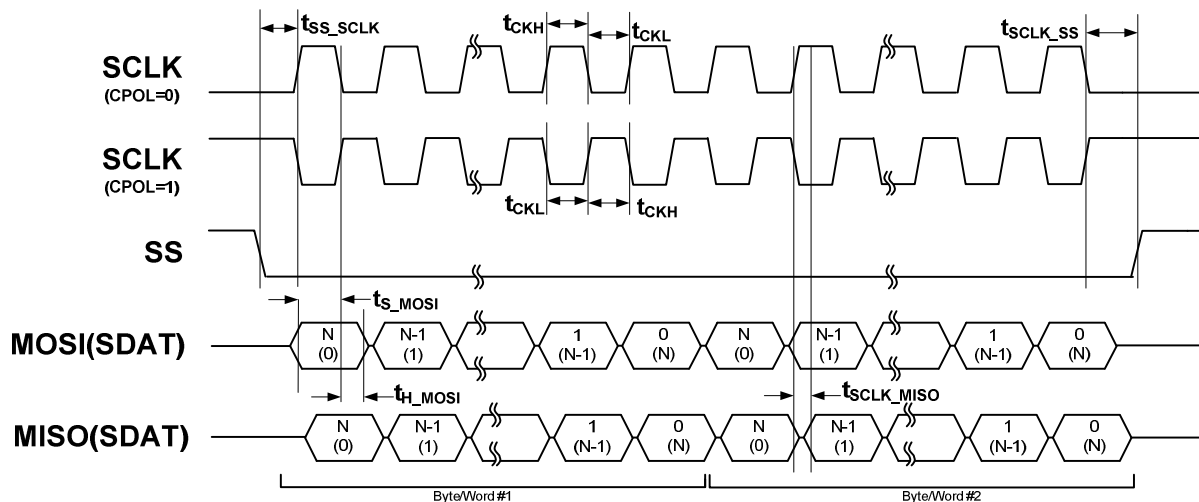 tSS_SCLK
tCKH
tCKL
tSCLK_SS
SCLK
(CPOL=0)
SCLK
(CPOL=1)
tCKL
tCKH
SS
tS_MOSI
MOSI(SDAT)
N (0)
N-1 (1)
1 (N-1)
0 (N)
N (0)
N-1 (1)
1 (N-1)
0 (N)
tH_MOSI
tSCLK_MISO
MISO(SDAT)
N (0)
N-1 (1)
1 (N-1)
0 (N)
N (0)
N-1 (1)
1 (N-1)
0 (N)
Byte/Word #1
Byte/Word #2